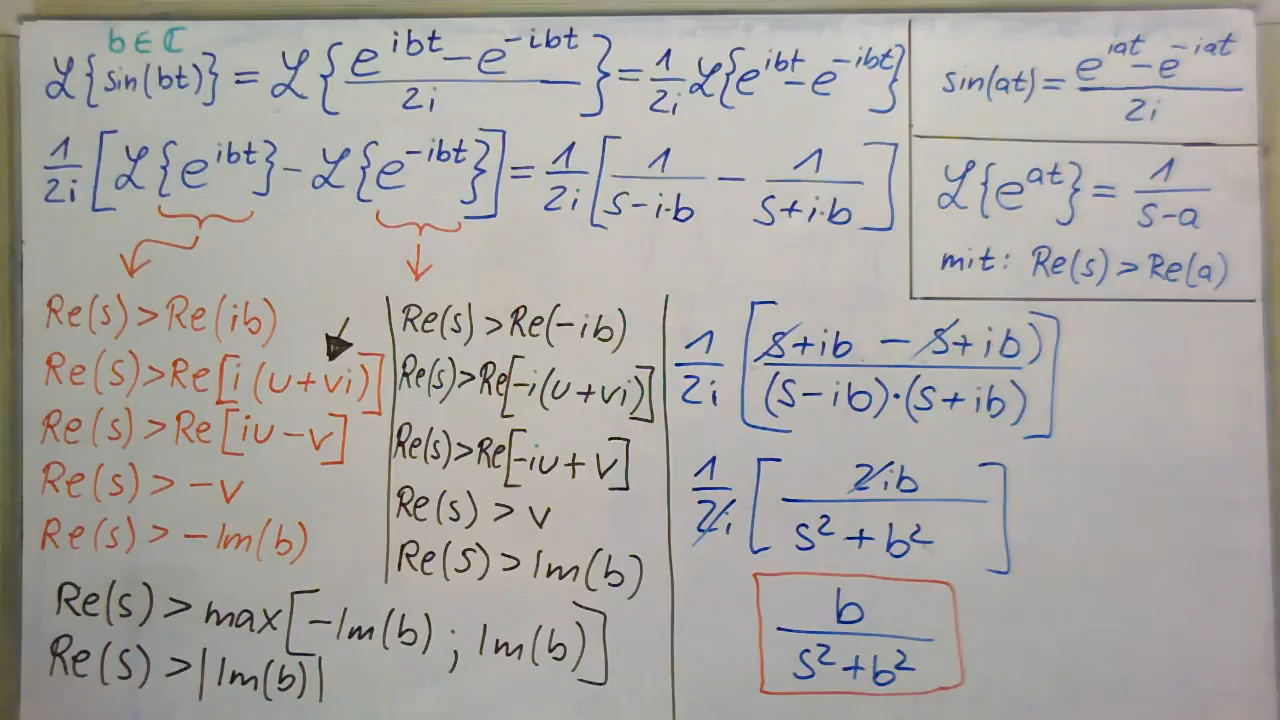 b ∈ ℂ
ℒ{sin(bt)} = ℒ{(e^{ibt} - e^{-ibt})/2i} = 1/2i ℒ{e^{ibt} - e^{-ibt}}
1/2i [ℒ{e^{ibt}} - ℒ{e^{-ibt}}] = 1/2i [1/(s-i·b) - 1/(s+i·b)]
sin(at) = (e^{iat} - e^{-iat})/2i
ℒ{e^{at}} = 1/(s-a)
mit: Re(s) > Re(a)
Re(s) > Re(ib)
Re(s) > Re[i(u+vi)]
Re(s) > Re[iu - v]
Re(s) > -v
Re(s) > -Im(b)
Re(s) > Re(-ib)
Re(s) > Re[-i(u+vi)]
Re(s) > Re[-iu + v]
Re(s) > v
Re(s) > Im(b)
Re(s) > max[-Im(b) ; Im(b)]
Re(s) > |Im(b)|
1/2i [(s+ib - s+ib)/((s-ib)·(s+ib))]
1/2i [2ib/(s²+b²)]
b/(s²+b²)